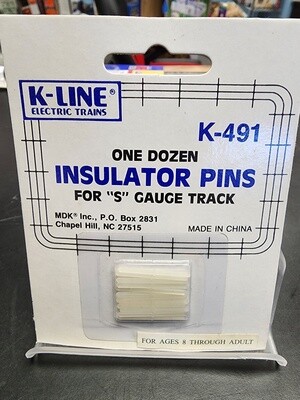 K-LINE®
ELECTRIC TRAINS
K-491
ONE DOZEN
INSULATOR PINS
FOR "S" GAUGE TRACK
MDK® Inc., P.O. Box 2831
Chapel Hill, NC 27515
MADE IN CHINA
FOR AGES 8 THROUGH ADULT